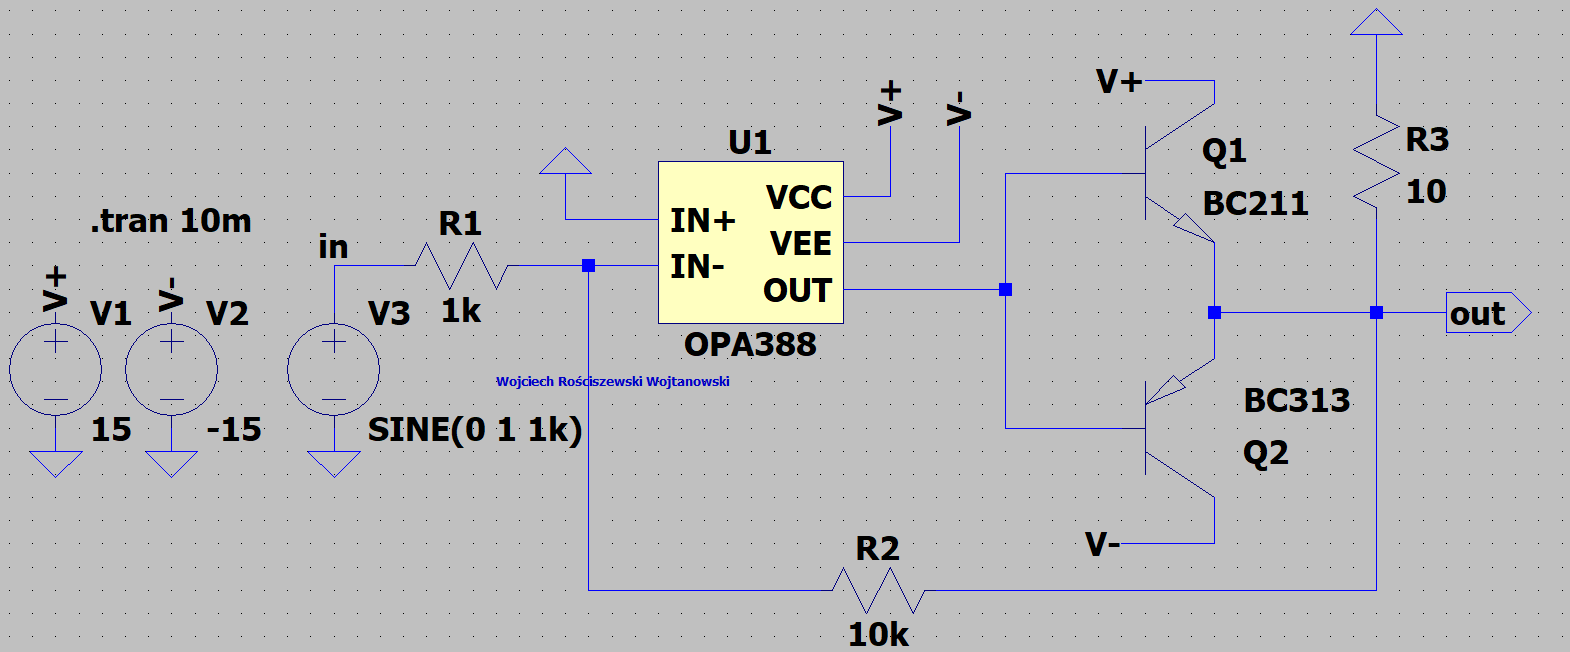 V+
V+
V-
Q1
BC211
R3
10
U1
VCC
IN+
VEE
IN-
OUT
OPA388
.tran 10m
in
R1
1k
V+
V1
15
V-
V2
-15
V3
SINE(0 1 1k)
Wojciech Rościszewski Wojtanowski
out
BC313
Q2
V-
R2
10k